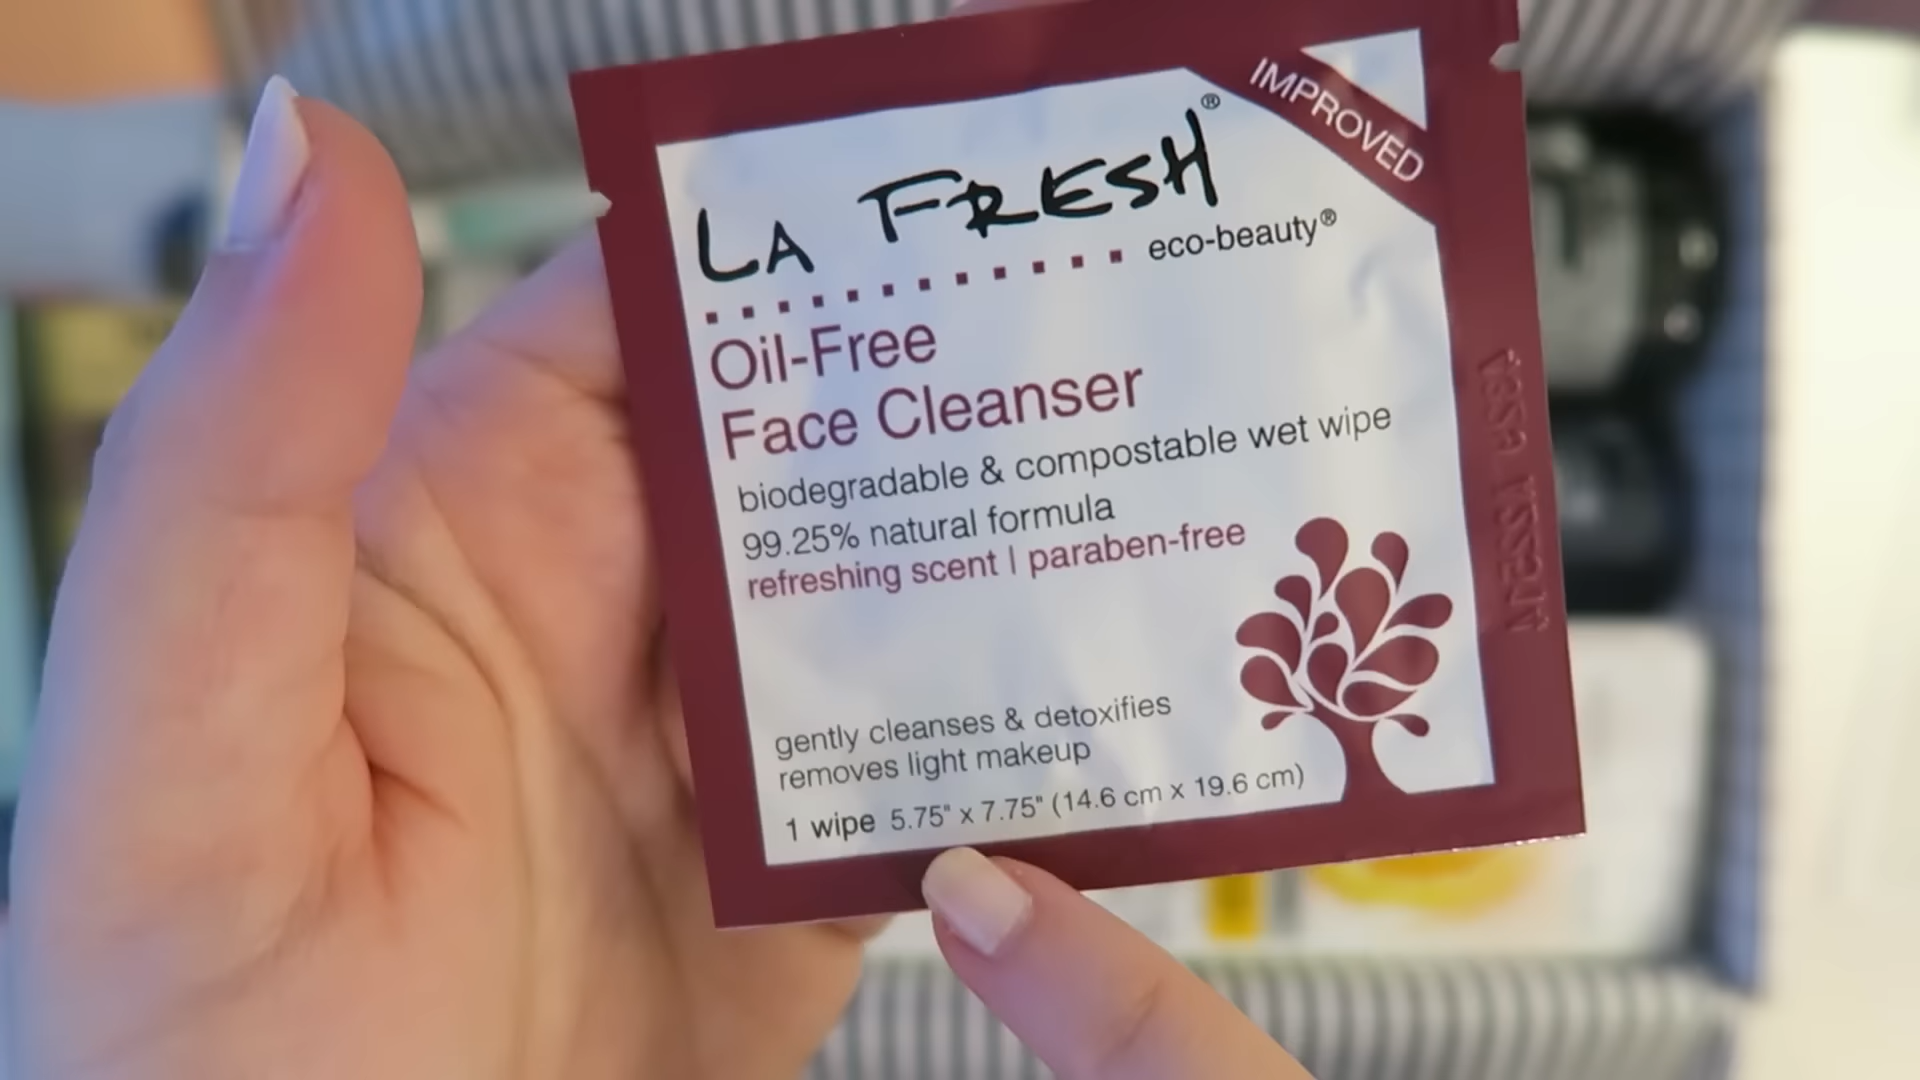 LA FRESH®
eco-beauty®
IMPROVED
Oil-Free
Face Cleanser
biodegradable & compostable wet wipe
99.25% natural formula
refreshing scent | paraben-free
gently cleanses & detoxifies
removes light makeup
1 wipe 5.75" x 7.75" (14.6 cm x 19.6 cm)